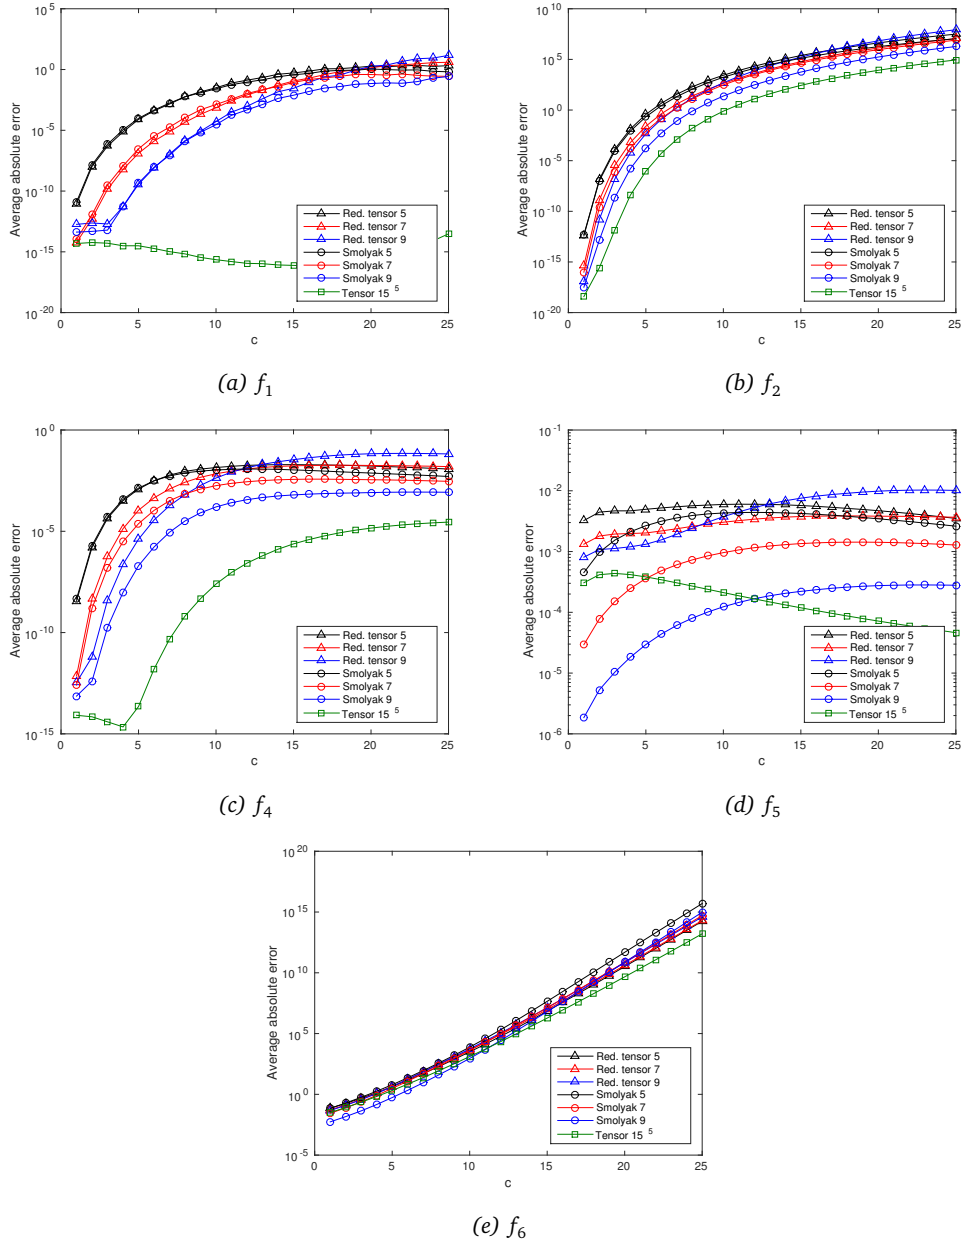 10^5
10^0
10^-5
10^-10
10^-15
10^-20
Average absolute error
0 5 10 15 20 25
c
Red. tensor 5
Red. tensor 7
Red. tensor 9
Smolyak 5
Smolyak 7
Smolyak 9
Tensor 15^5
(a) f_1
10^10
10^5
10^0
10^-5
10^-10
10^-15
10^-20
Average absolute error
0 5 10 15 20 25
c
Red. tensor 5
Red. tensor 7
Red. tensor 9
Smolyak 5
Smolyak 7
Smolyak 9
Tensor 15^5
(b) f_2
10^0
10^-5
10^-10
10^-15
Average absolute error
0 5 10 15 20 25
c
Red. tensor 5
Red. tensor 7
Red. tensor 9
Smolyak 5
Smolyak 7
Smolyak 9
Tensor 15^5
(c) f_4
10^-1
10^-2
10^-3
10^-4
10^-5
10^-6
Average absolute error
0 5 10 15 20 25
c
Red. tensor 5
Red. tensor 7
Red. tensor 9
Smolyak 5
Smolyak 7
Smolyak 9
Tensor 15^5
(d) f_5
10^20
10^15
10^10
10^5
10^0
10^-5
Average absolute error
0 5 10 15 20 25
c
Red. tensor 5
Red. tensor 7
Red. tensor 9
Smolyak 5
Smolyak 7
Smolyak 9
Tensor 15^5
(e) f_6